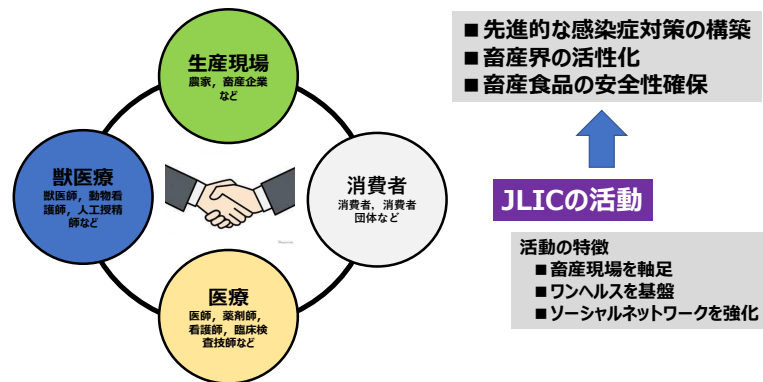 生産現場
農家，畜産企業
など
獣医療
獣医師，動物看
護師，人工授精
師など
消費者
消費者，消費者
団体など
医療
医師，薬剤師，
看護師，臨床検
査技師など
■先進的な感染症対策の構築
■畜産界の活性化
■畜産食品の安全性確保
JLICの活動
活動の特徴
■畜産現場を軸足
■ワンヘルスを基盤
■ソーシャルネットワークを強化